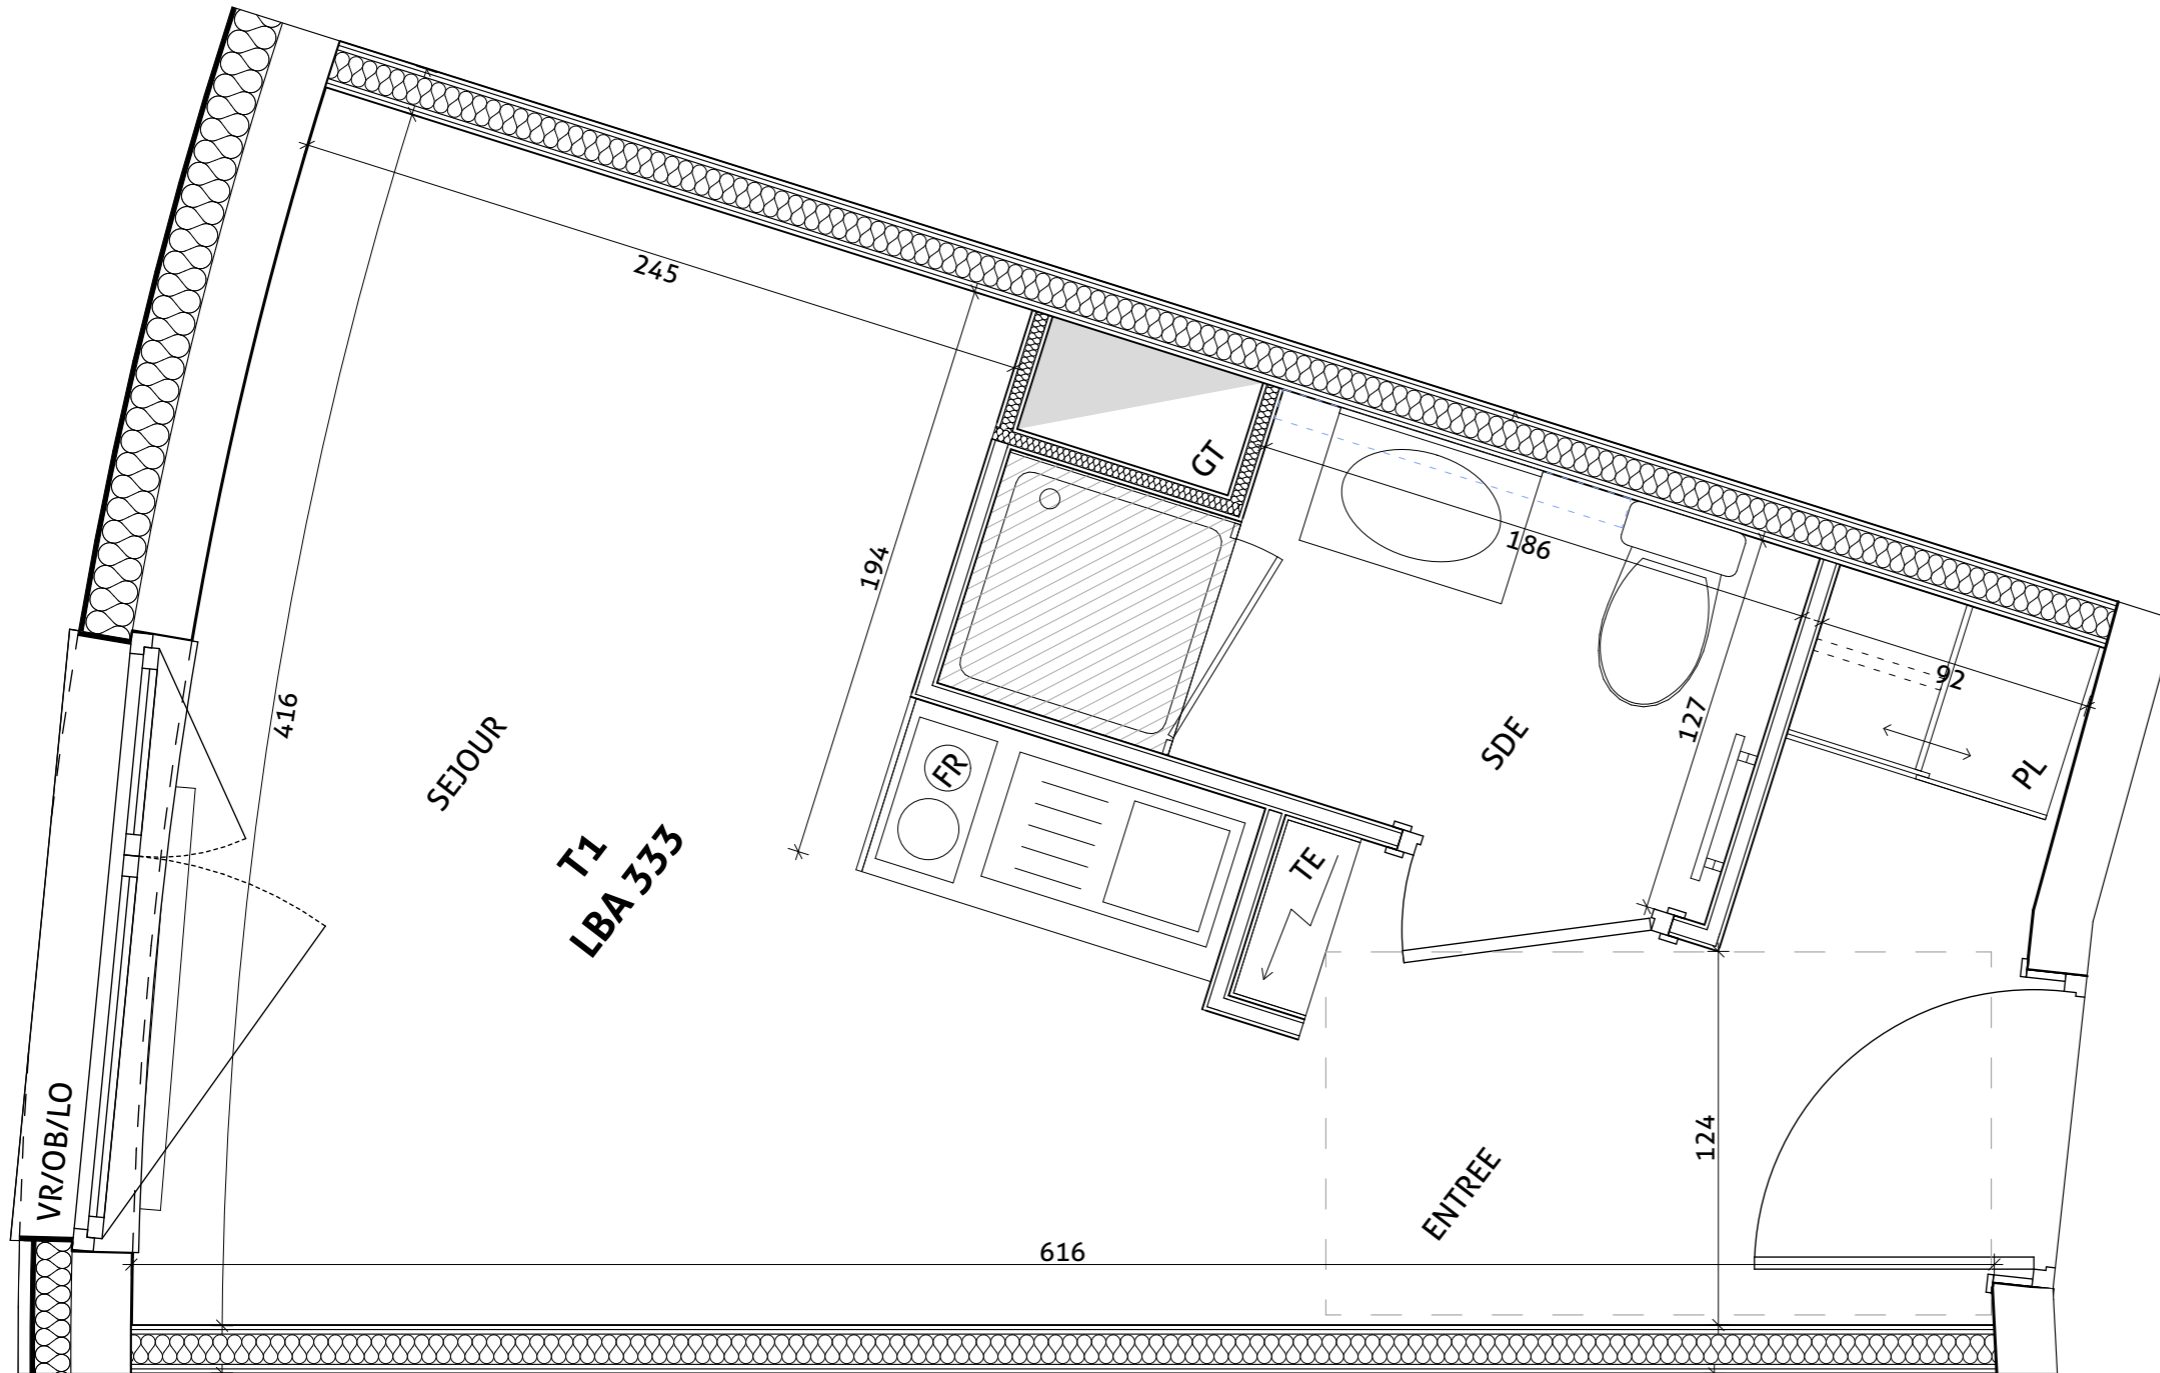 245
GT
186
194
92
416
SEJOUR
FR
127
SDE
PL
T1
LBA 333
TE
VR/OB/LO
124
ENTREE
616